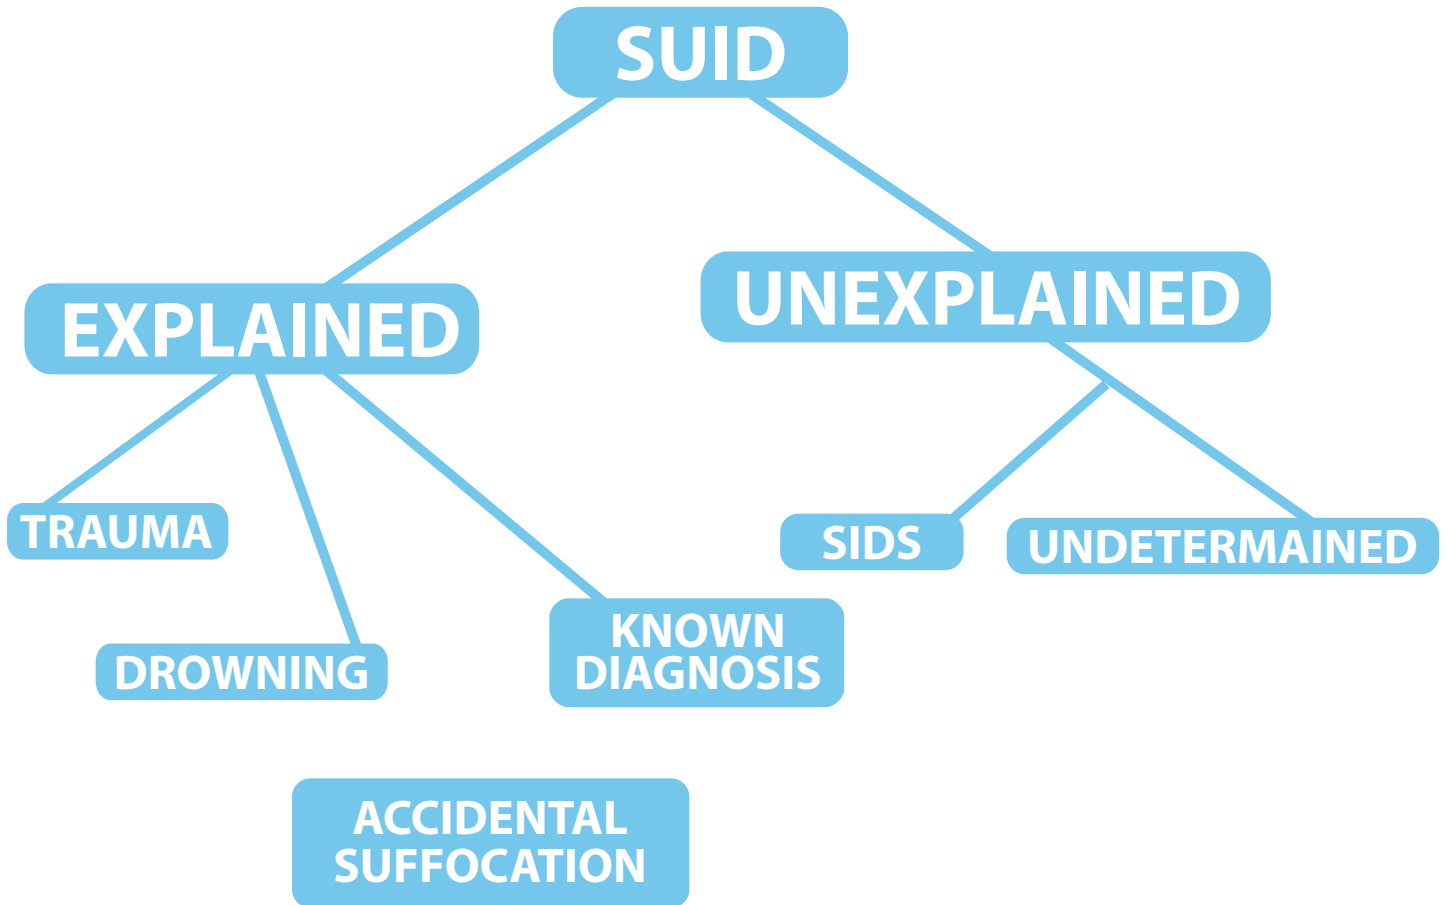 SUID
EXPLAINED
UNEXPLAINED
TRAUMA
DROWNING
KNOWN
DIAGNOSIS
ACCIDENTAL
SUFFOCATION
SIDS
UNDETERMAINED